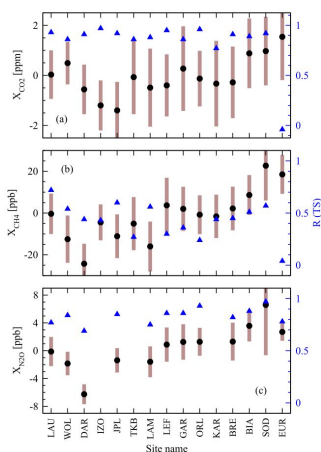 X_CO2 [ppm]
2
0
-2
(a)
1
0.5
0
X_CH4 [ppb]
20
0
-20
(b)
1
0.5
0
R (TS)
X_N2O [ppb]
8
4
0
-4
-8
(c)
1
0.5
0
LAU WOL DAR IZO JPL TKB LAM LEF GAR ORL KAR BRE BIA SOD EUR
Site name